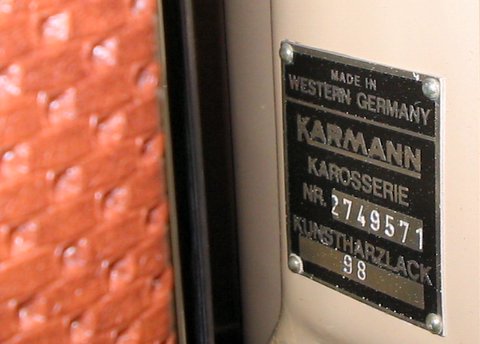 MADE IN
WESTERN GERMANY
KARMANN
KAROSSERIE
NR. 2749571
KUNSTHARZLACK
98